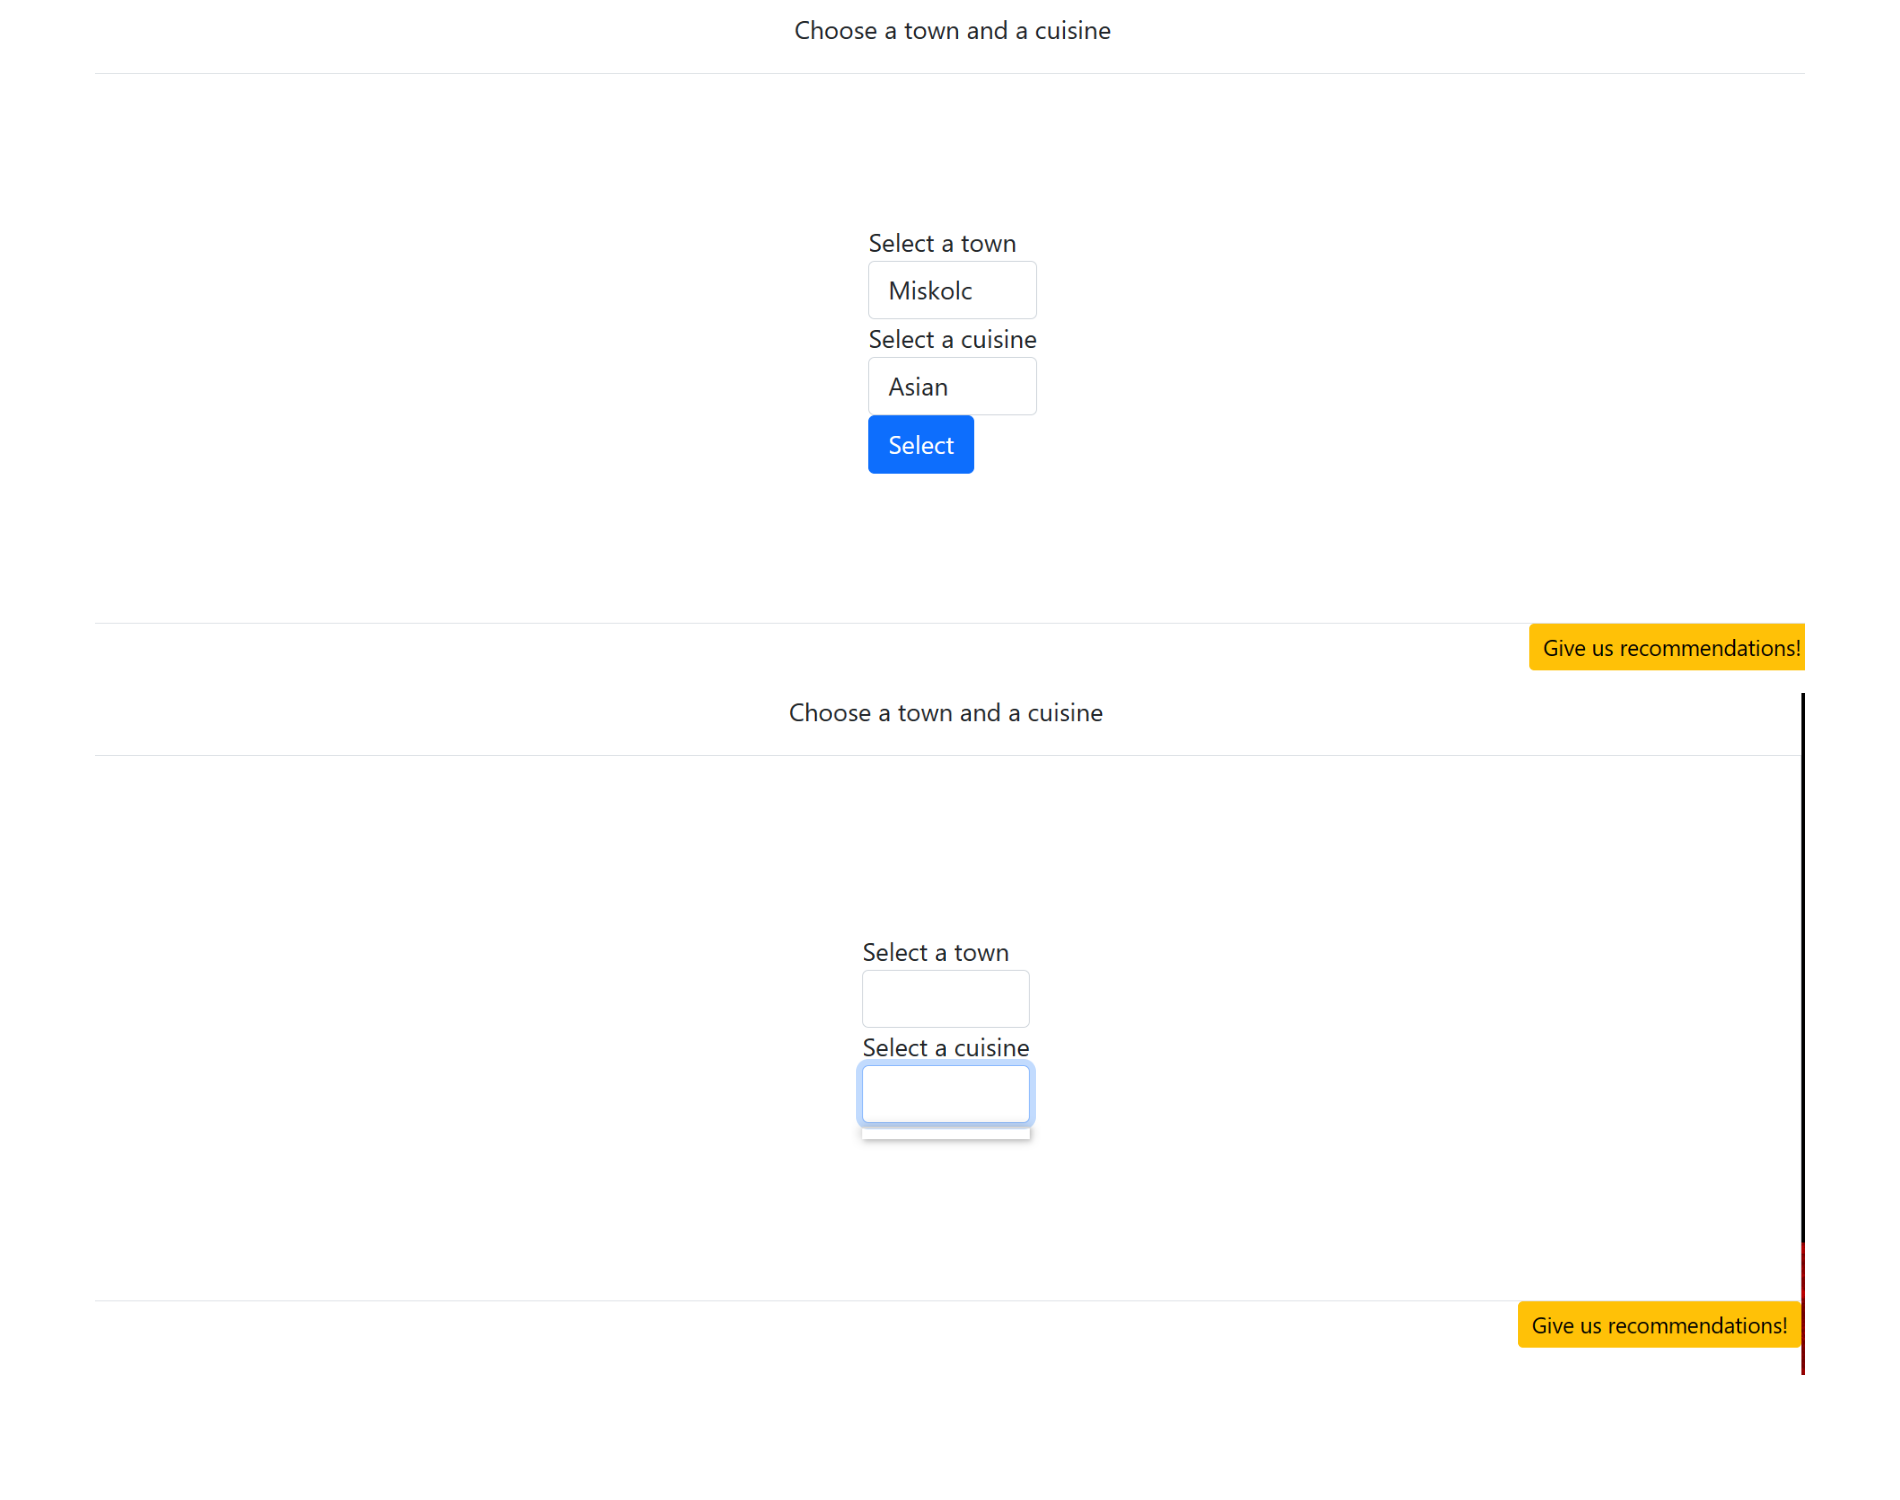 Choose a town and a cuisine
Select a town
Miskolc
Select a cuisine
Asian
Select
Give us recommendations!
Choose a town and a cuisine
Select a town
Select a cuisine
Give us recommendations!